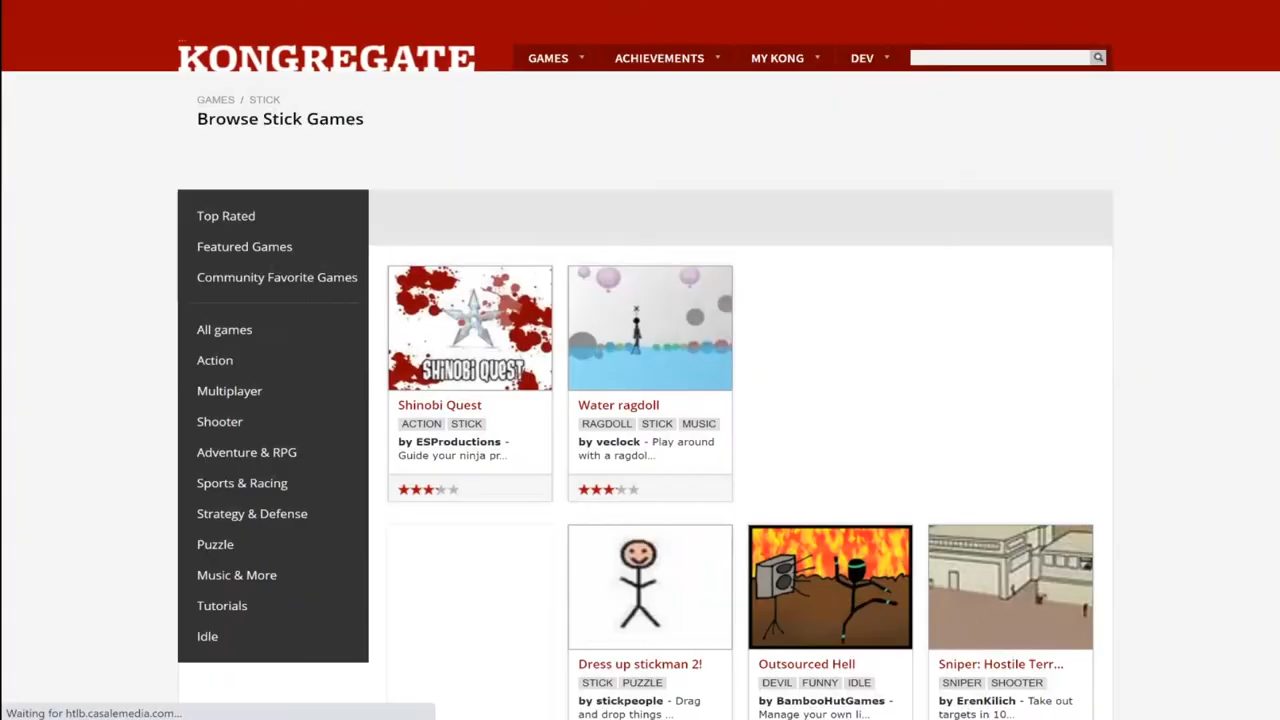 KONGREGATE
GAMES
ACHIEVEMENTS
MY KONG
DEV
GAMES / STICK
Browse Stick Games
Top Rated
Featured Games
Community Favorite Games
All games
Action
Multiplayer
Shooter
Adventure & RPG
Sports & Racing
Strategy & Defense
Puzzle
Music & More
Tutorials
Idle
SHINOBI QUEST
Shinobi Quest
ACTION STICK
by ESProductions -
Guide your ninja pr...
Water ragdoll
RAGDOLL STICK MUSIC
by veclock - Play around
with a ragdol...
Dress up stickman 2!
STICK PUZZLE
by stickpeople - Drag
and drop things ...
Outsourced Hell
DEVIL FUNNY IDLE
by BambooHutGames -
Manage your own li...
Sniper: Hostile Terr...
SNIPER SHOOTER
by ErenKilich - Take out
targets in 10...
Waiting for htlb.casalemedia.com...